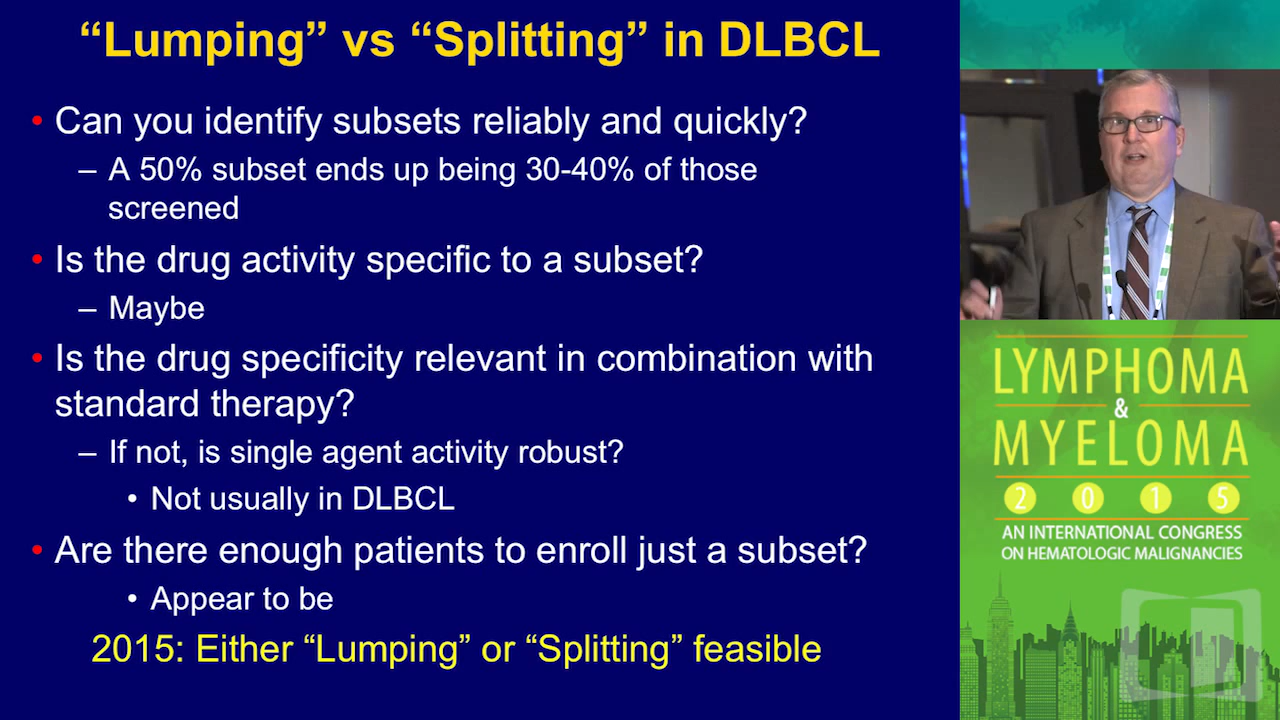 “Lumping” vs “Splitting” in DLBCL
• Can you identify subsets reliably and quickly?
– A 50% subset ends up being 30-40% of those
screened
• Is the drug activity specific to a subset?
– Maybe
• Is the drug specificity relevant in combination with
standard therapy?
– If not, is single agent activity robust?
• Not usually in DLBCL
• Are there enough patients to enroll just a subset?
• Appear to be
2015: Either “Lumping” or “Splitting” feasible
LYMPHOMA
&
MYELOMA
2 0 1 5
AN INTERNATIONAL CONGRESS
ON HEMATOLOGIC MALIGNANCIES